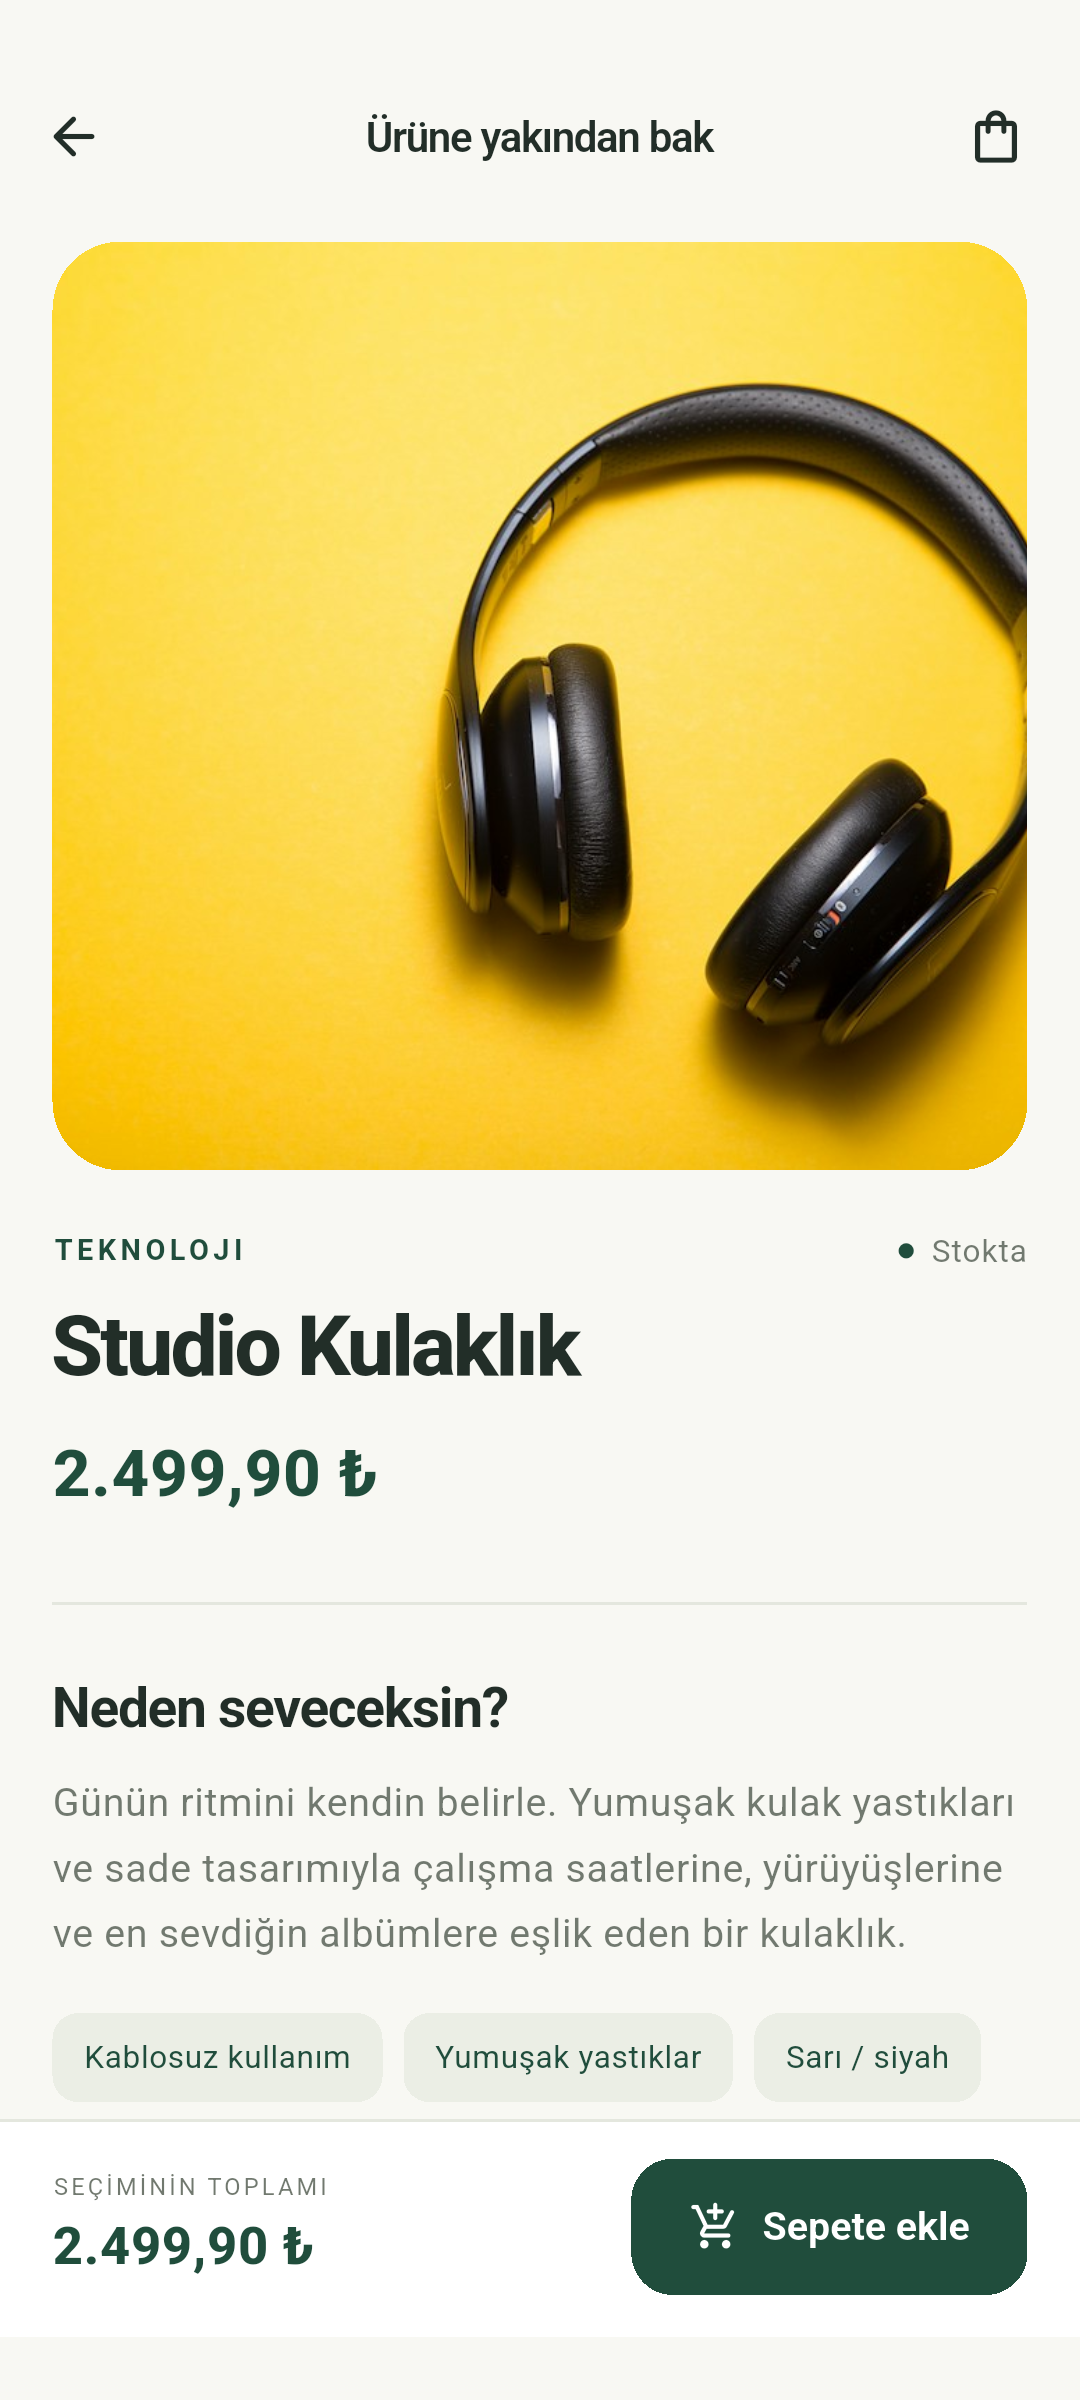 Ürüne yakından bak
TEKNOLOJI
Stokta
Studio Kulaklık
2.499,90 ₺
Neden seveceksin?
Günün ritmini kendin belirle. Yumuşak kulak yastıkları
ve sade tasarımıyla çalışma saatlerine, yürüyüşlerine
ve en sevdiğin albümlere eşlik eden bir kulaklık.
Kablosuz kullanım
Yumuşak yastıklar
Sarı / siyah
SEÇİMİNİN TOPLAMI
2.499,90 ₺
Sepete ekle